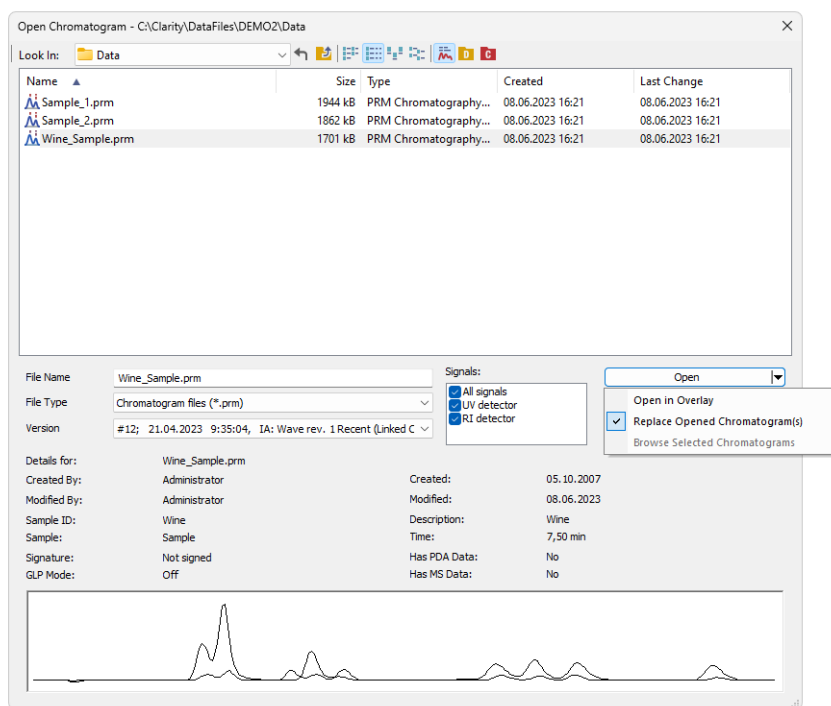 Open Chromatogram - C:\Clarity\DataFiles\DEMO2\Data
Look In: Data
D C
Name Size Type Created Last Change
Sample_1.prm 1944 kB PRM Chromatography... 08.06.2023 16:21 08.06.2023 16:21
Sample_2.prm 1862 kB PRM Chromatography... 08.06.2023 16:21 08.06.2023 16:21
Wine_Sample.prm 1701 kB PRM Chromatography... 08.06.2023 16:21 08.06.2023 16:21
File Name Wine_Sample.prm
File Type Chromatogram files (*.prm)
Version #12; 21.04.2023 9:35:04, IA: Wave rev. 1 Recent (Linked C
Signals:
All signals
UV detector
RI detector
Open
Open in Overlay
Replace Opened Chromatogram(s)
Browse Selected Chromatograms
Details for: Wine_Sample.prm
Created By: Administrator Created: 05.10.2007
Modified By: Administrator Modified: 08.06.2023
Sample ID: Wine Description: Wine
Sample: Sample Time: 7,50 min
Signature: Not signed Has PDA Data: No
GLP Mode: Off Has MS Data: No